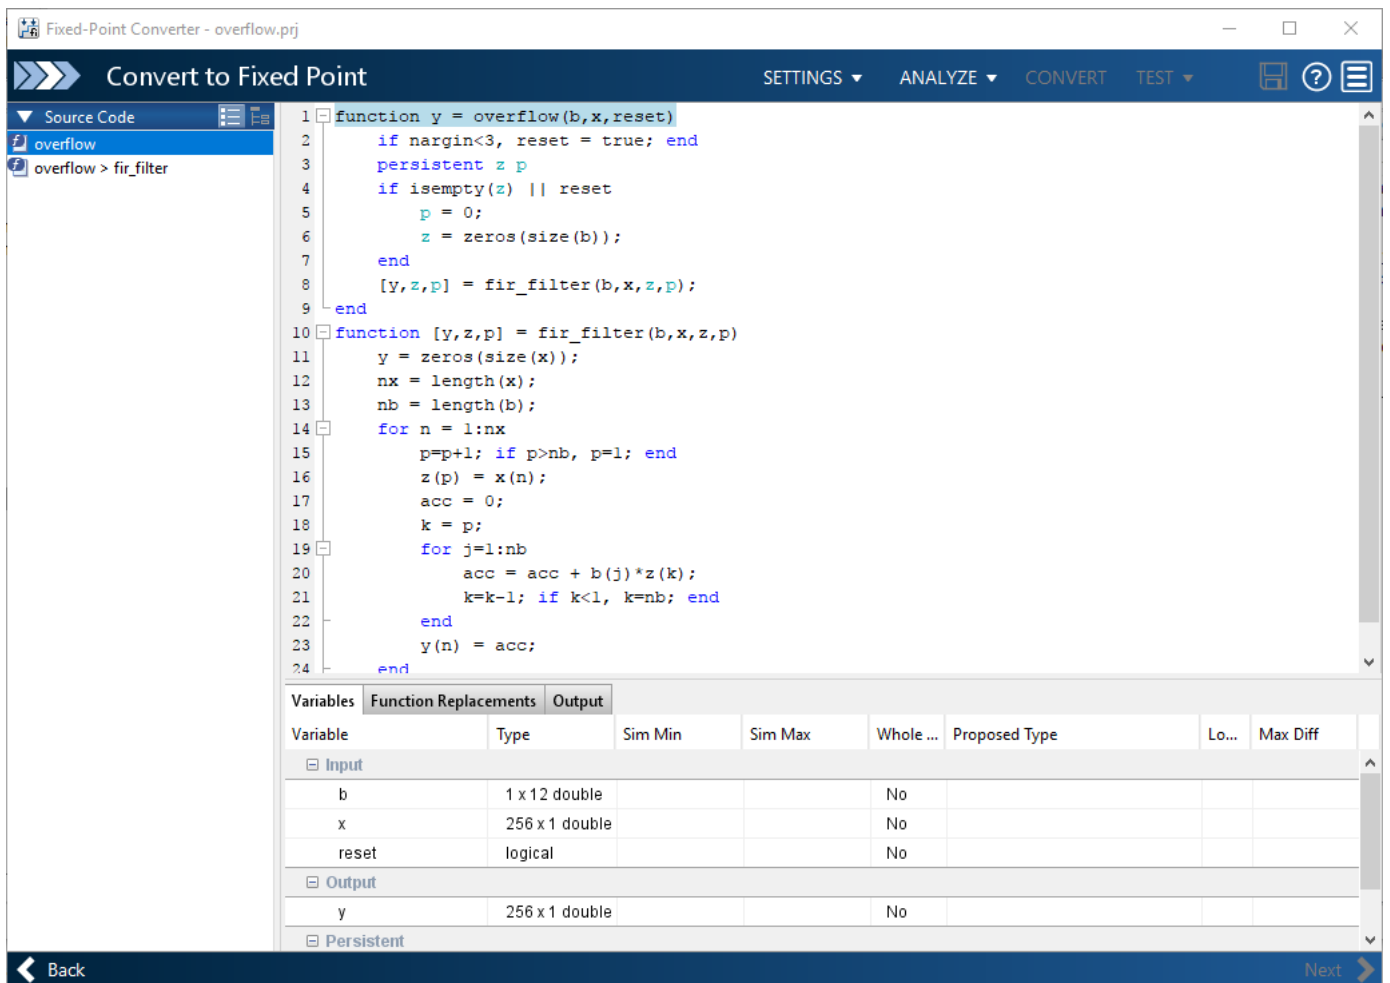 Fixed-Point Converter - overflow.prj
Convert to Fixed Point
SETTINGS ANALYZE CONVERT TEST
Source Code
overflow
overflow > fir_filter
1 function y = overflow(b,x,reset)
2 if nargin<3, reset = true; end
3 persistent z p
4 if isempty(z) || reset
5 p = 0;
6 z = zeros(size(b));
7 end
8 [y,z,p] = fir_filter(b,x,z,p);
9 end
10 function [y,z,p] = fir_filter(b,x,z,p)
11 y = zeros(size(x));
12 nx = length(x);
13 nb = length(b);
14 for n = 1:nx
15 p=p+1; if p>nb, p=1; end
16 z(p) = x(n);
17 acc = 0;
18 k = p;
19 for j=1:nb
20 acc = acc + b(j)*z(k);
21 k=k-1; if k<1, k=nb; end
22 end
23 y(n) = acc;
24 end
Variables Function Replacements Output
Variable Type Sim Min Sim Max Whole ... Proposed Type Lo... Max Diff
Input
b 1 x 12 double No
x 256 x 1 double No
reset logical No
Output
y 256 x 1 double No
Persistent
Back Next